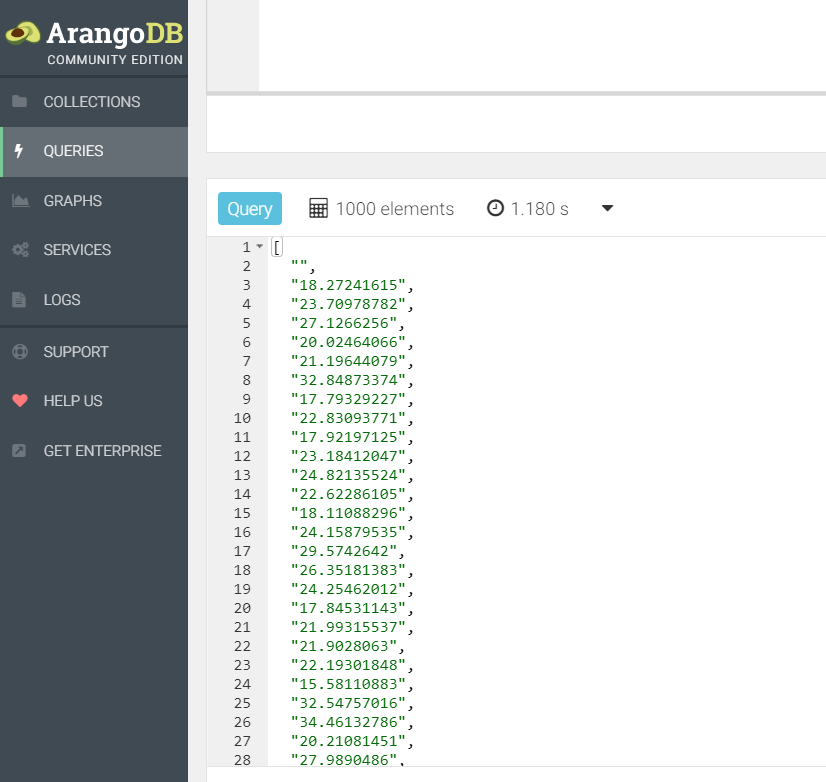 ArangoDB
COMMUNITY EDITION
COLLECTIONS
QUERIES
GRAPHS
SERVICES
LOGS
SUPPORT
HELP US
GET ENTERPRISE
Query 1000 elements 1.180 s
1 [
2 "",
3 "18.27241615",
4 "23.70978782",
5 "27.1266256",
6 "20.02464066",
7 "21.19644079",
8 "32.84873374",
9 "17.79329227",
10 "22.83093771",
11 "17.92197125",
12 "23.18412047",
13 "24.82135524",
14 "22.62286105",
15 "18.11088296",
16 "24.15879535",
17 "29.5742642",
18 "26.35181383",
19 "24.25462012",
20 "17.84531143",
21 "21.99315537",
22 "21.9028063",
23 "22.19301848",
24 "15.58110883",
25 "32.54757016",
26 "34.46132786",
27 "20.21081451",
28 "27.9890486",